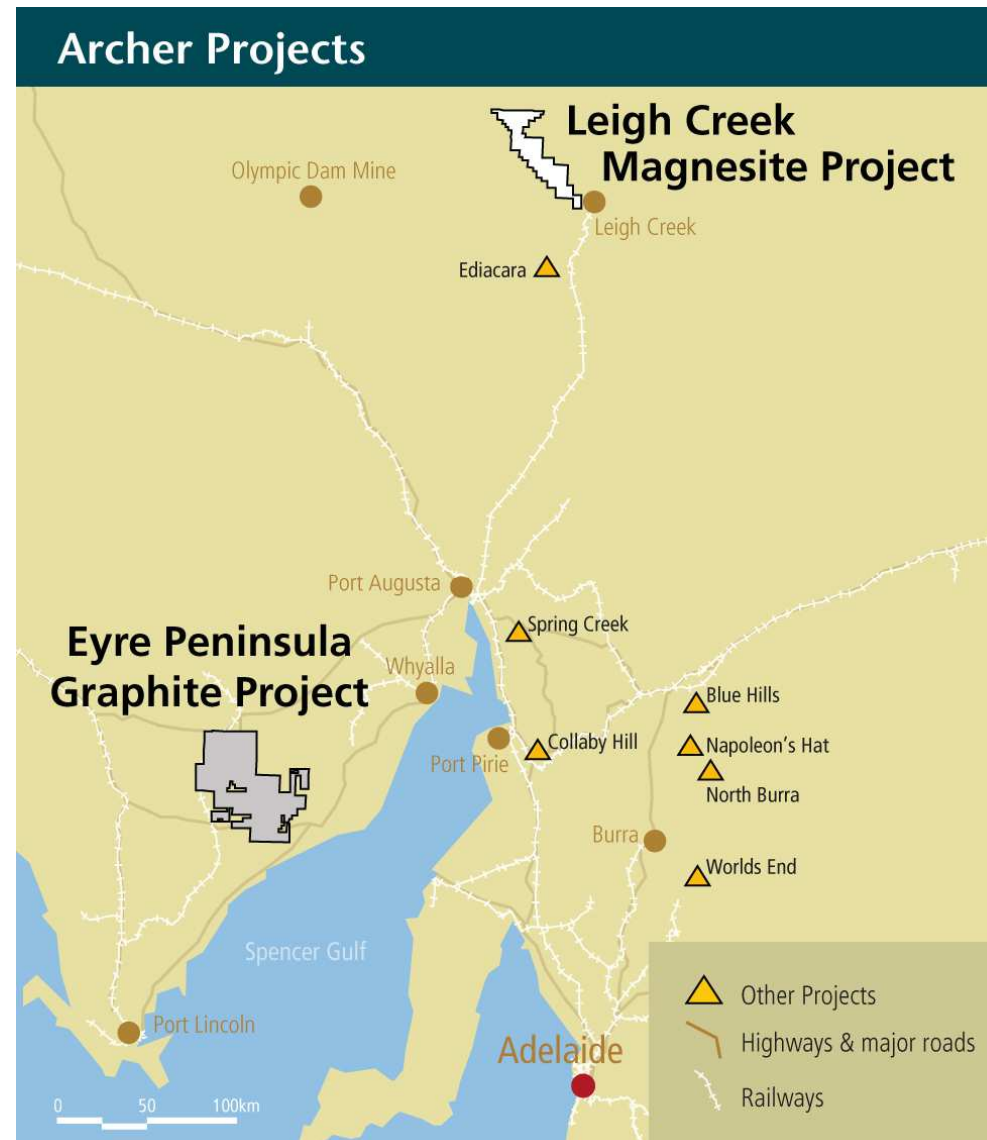 Archer Projects
Leigh Creek
Magnesite Project
Olympic Dam Mine
Leigh Creek
Ediacara
Port Augusta
Spring Creek
Eyre Peninsula
Graphite Project
Whyalla
Blue Hills
Port Pirie
Collaby Hill
Napoleon's Hat
North Burra
Burra
Worlds End
Spencer Gulf
Port Lincoln
Adelaide
0 50 100km
Other Projects
Highways & major roads
Railways